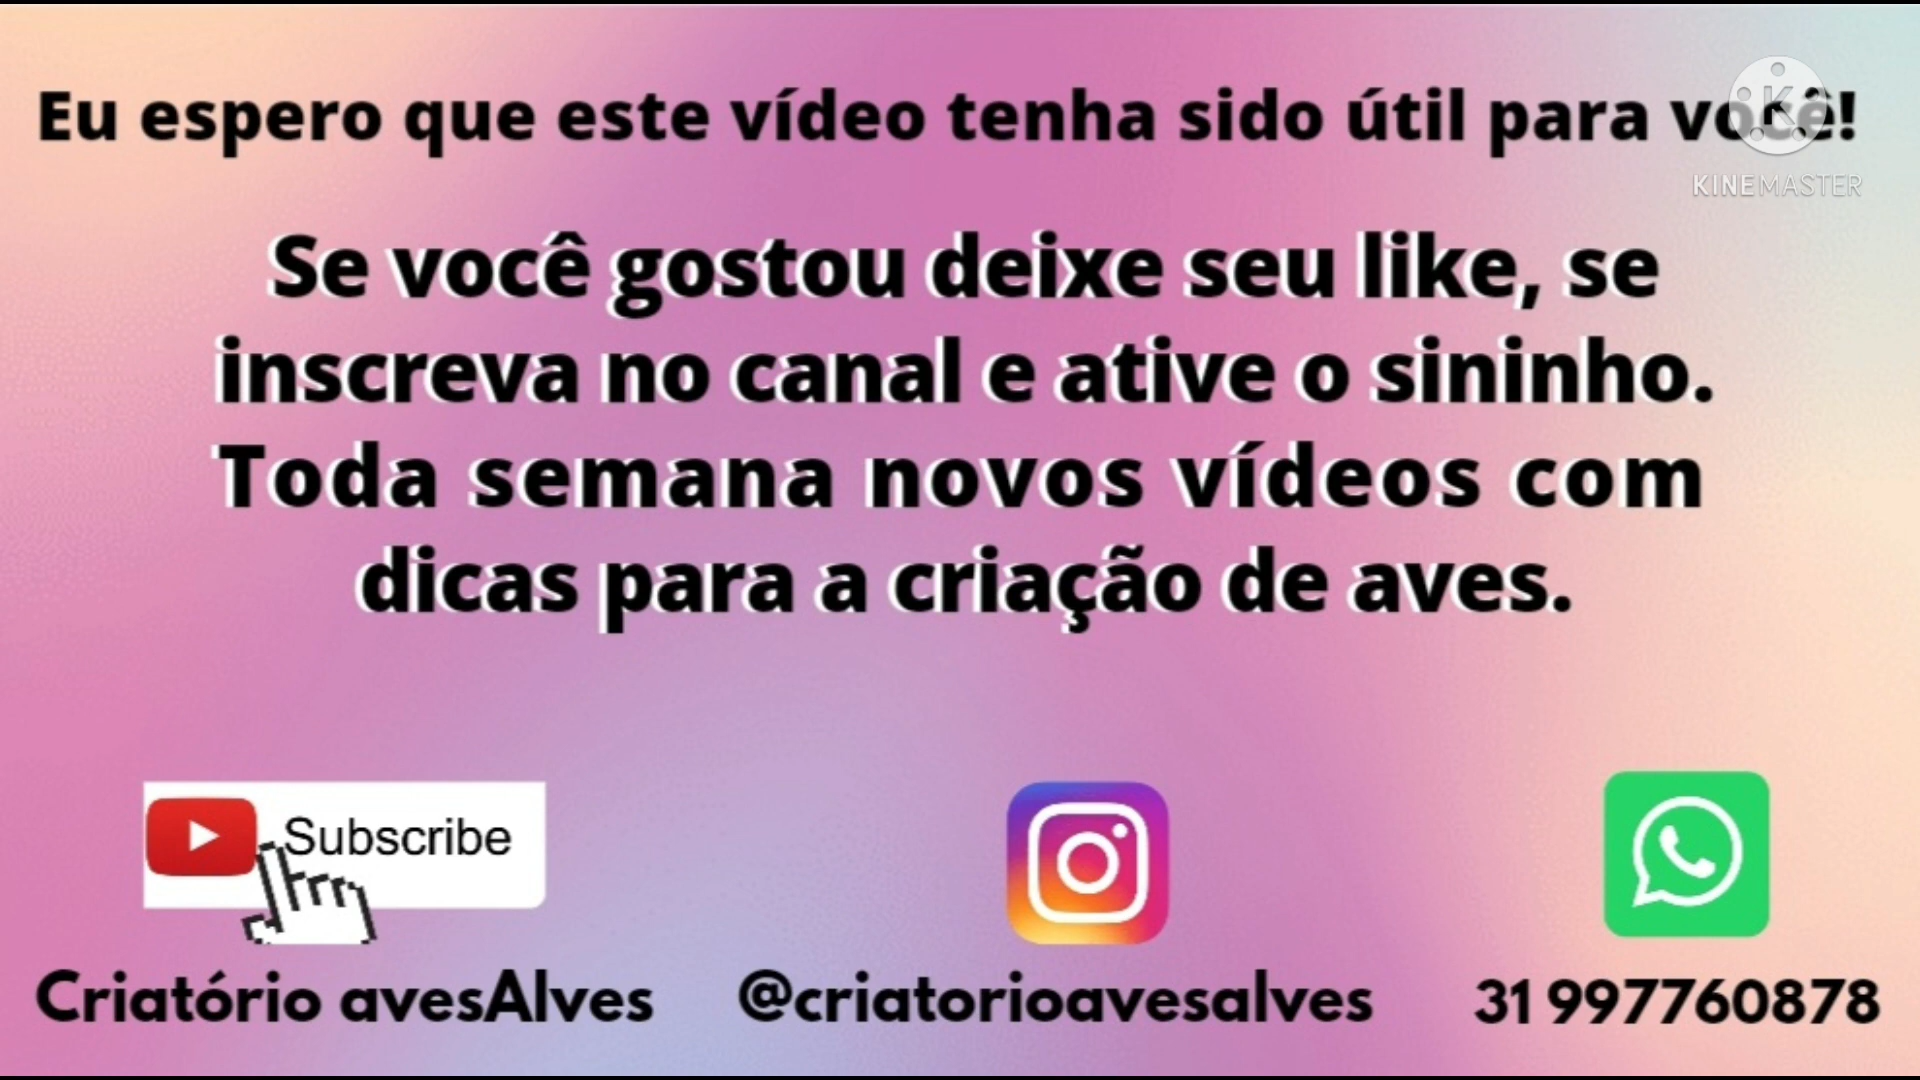 Eu espero que este vídeo tenha sido útil para você!
KINEMASTER
Se você gostou deixe seu like, se
inscreva no canal e ative o sininho.
Toda semana novos vídeos com
dicas para a criação de aves.
Subscribe
Criatório avesAlves
@criatorioavesalves
31 997760878